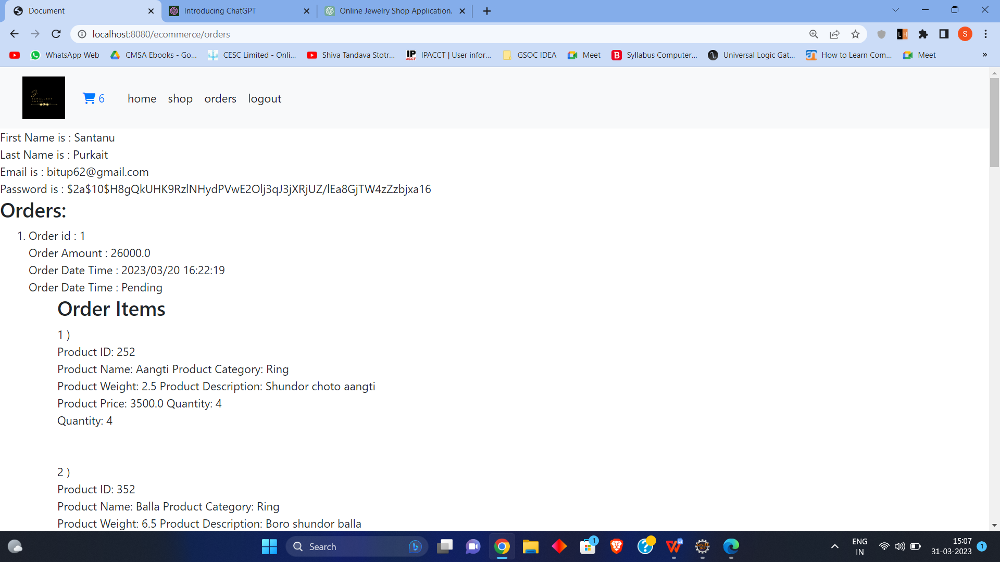 Document
Introducing ChatGPT
Online Jewelry Shop Application.
localhost:8080/ecommerce/orders
S
WhatsApp Web
CMSA Ebooks - Go...
CESC Limited - Onli...
Shiva Tandava Stotr...
IP ACCT
IPACCT | User infor...
GSOC IDEA
Meet
B
Syllabus Computer...
Universal Logic Gat...
How to Learn Com...
Meet
»
6
home
shop
orders
logout
First Name is : Santanu
Last Name is : Purkait
Email is : bitup62@gmail.com
Password is : $2a$10$H8gQkUHK9RzlNHydPVwE2Olj3qJ3jXRjUZ/lEa8GjTW4zZzbjxa16
Orders:
1. Order id : 1
Order Amount : 26000.0
Order Date Time : 2023/03/20 16:22:19
Order Date Time : Pending
Order Items
1 )
Product ID: 252
Product Name: Aangti Product Category: Ring
Product Weight: 2.5 Product Description: Shundor choto aangti
Product Price: 3500.0 Quantity: 4
Quantity: 4
2 )
Product ID: 352
Product Name: Balla Product Category: Ring
Product Weight: 6.5 Product Description: Boro shundor balla
Search
1
ENG
IN
15:07
31-03-2023
1